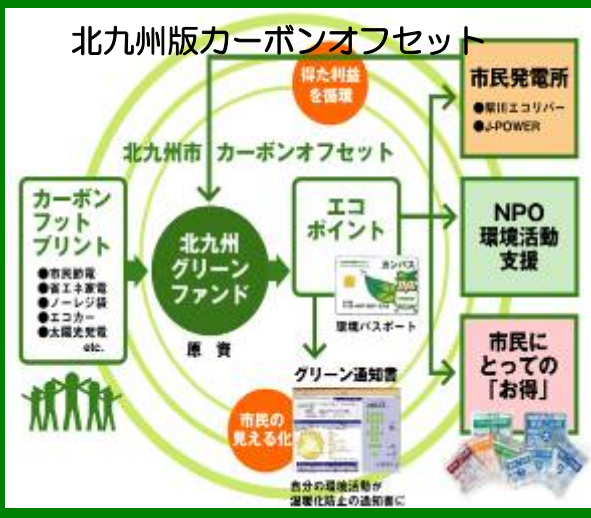 北九州版カーボンオフセット
得た利益
を循環
市民発電所
●紫川エコリバー
●J-POWER
北九州市 カーボンオフセット
カーボン
フット
プリント
●市民節電
●省エネ家電
●ノーレジ袋
●エコカー
●太陽光発電
etc.
北九州
グリーン
ファンド
原資
エコ
ポイント
カンパス
環境パスポート
NPO
環境活動
支援
グリーン通知書
市民の
見える化
自分の環境活動が
温暖化防止の通知書に
市民に
とっての
「お得」